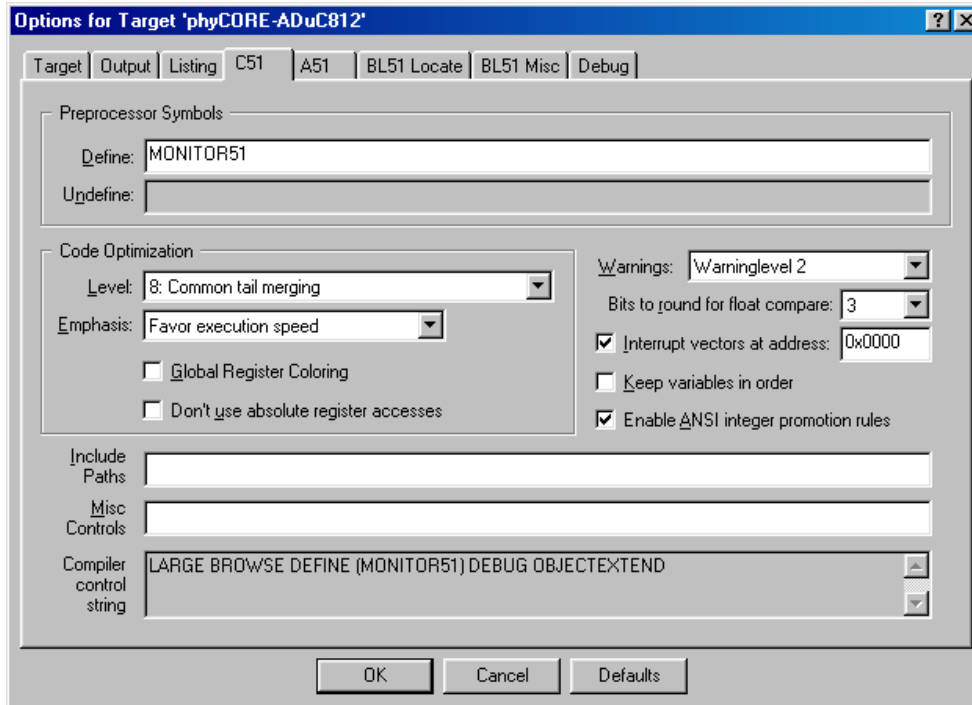 Options for Target 'phyCORE-ADuC812'
Target Output Listing C51 A51 BL51 Locate BL51 Misc Debug
Preprocessor Symbols
Define: MONITOR51
Undefine:
Code Optimization
Level: 8: Common tail merging
Emphasis: Favor execution speed
Global Register Coloring
Don't use absolute register accesses
Warnings: Warninglevel 2
Bits to round for float compare: 3
Interrupt vectors at address: 0x0000
Keep variables in order
Enable ANSI integer promotion rules
Include
Paths
Misc
Controls
Compiler
control
string
LARGE BROWSE DEFINE (MONITOR51) DEBUG OBJECTEXTEND
OK Cancel Defaults